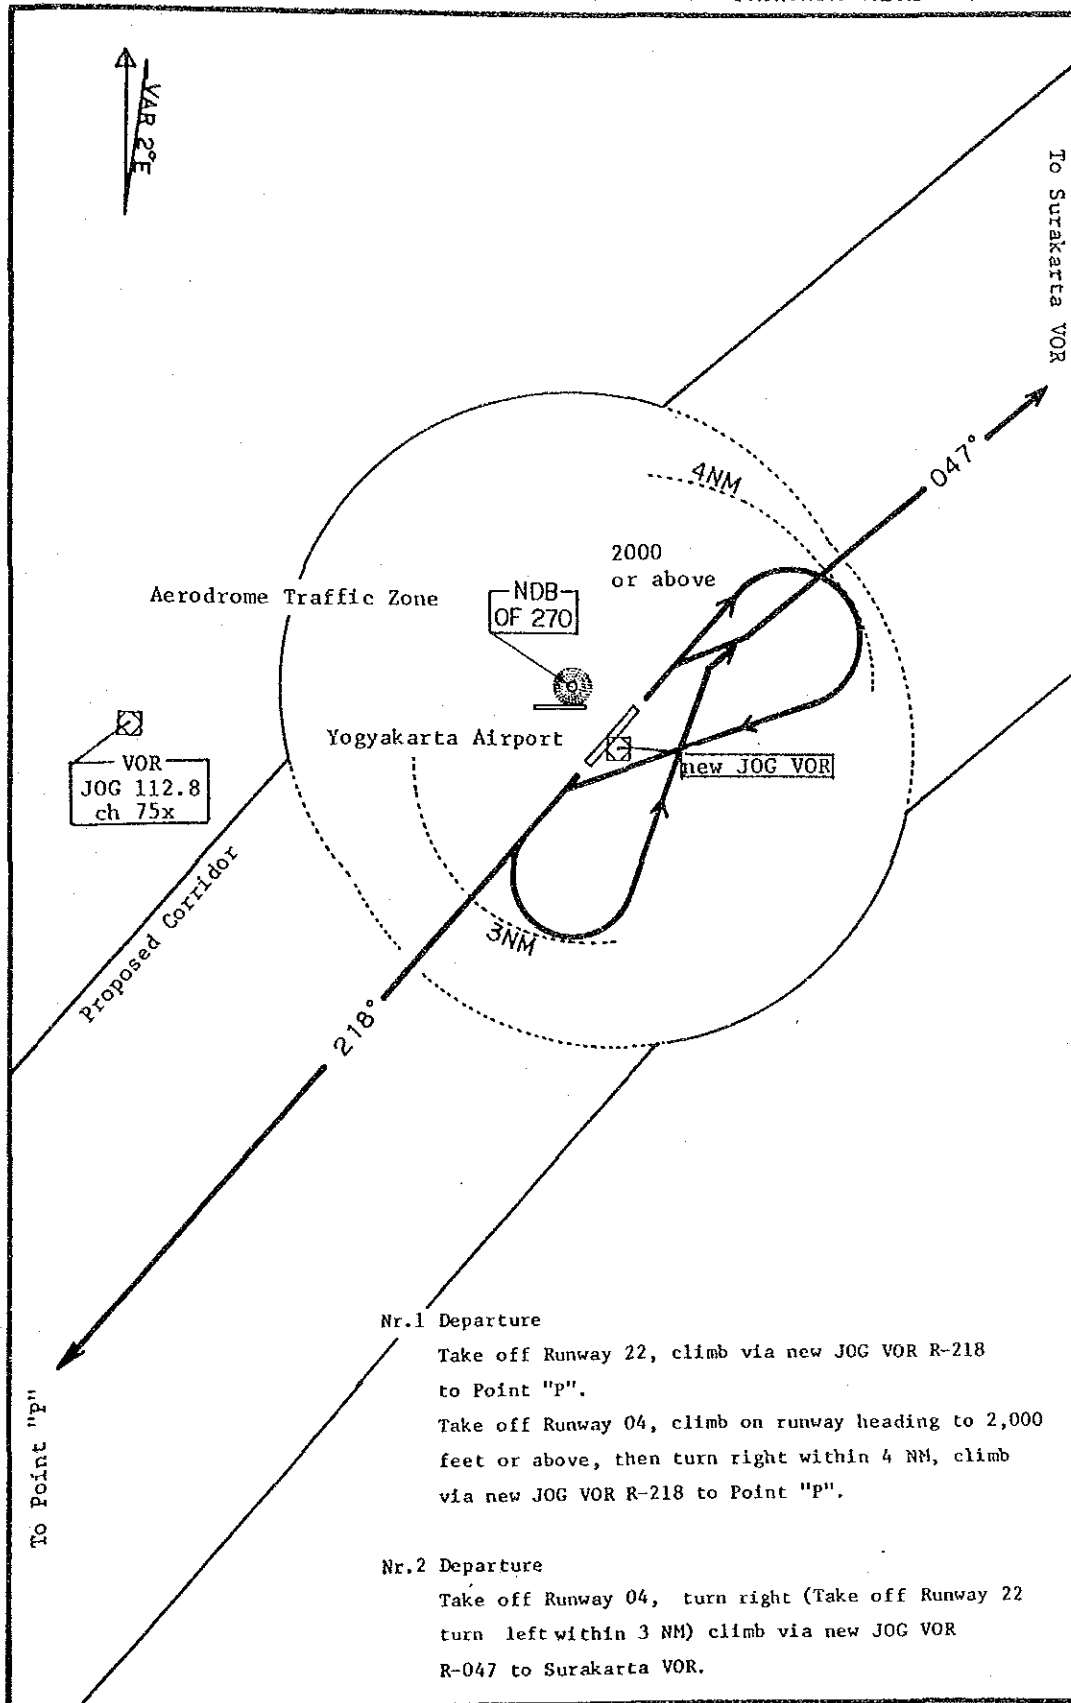 VAR 2°E
To Surakarta VOR
4NM
047°
2000
or above
Aerodrome Traffic Zone
NDB
OF 270
Yogyakarta Airport
new JOG VOR
VOR
JOG 112.8
ch 75x
Proposed Corridor
3NM
218°
To Point "P"
Nr.1 Departure
Take off Runway 22, climb via new JOG VOR R-218
to Point "P".
Take off Runway 04, climb on runway heading to 2,000
feet or above, then turn right within 4 NM, climb
via new JOG VOR R-218 to Point "P".
Nr.2 Departure
Take off Runway 04, turn right (Take off Runway 22
turn left within 3 NM) climb via new JOG VOR
R-047 to Surakarta VOR.